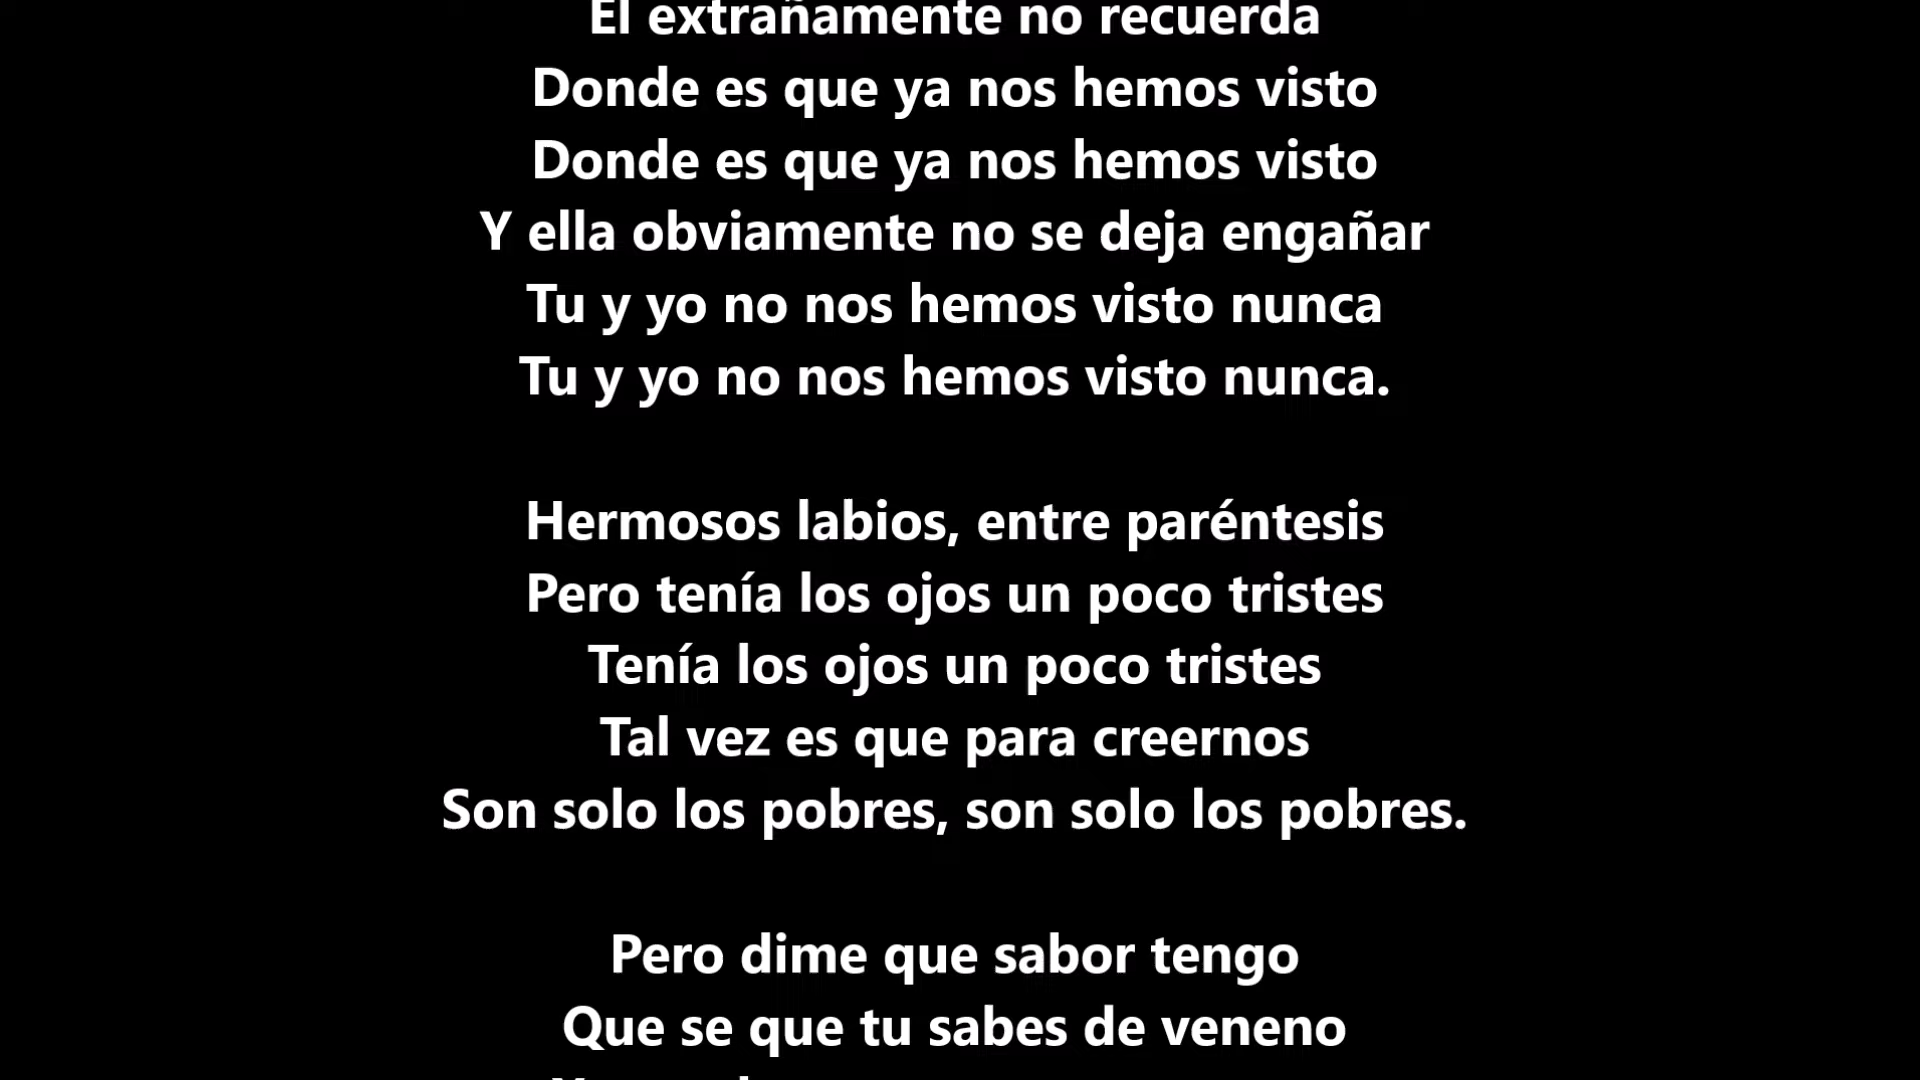 El extrañamente no recuerda
Donde es que ya nos hemos visto
Donde es que ya nos hemos visto
Y ella obviamente no se deja engañar
Tu y yo no nos hemos visto nunca
Tu y yo no nos hemos visto nunca.
Hermosos labios, entre paréntesis
Pero tenía los ojos un poco tristes
Tenía los ojos un poco tristes
Tal vez es que para creernos
Son solo los pobres, son solo los pobres.
Pero dime que sabor tengo
Que se que tu sabes de veneno